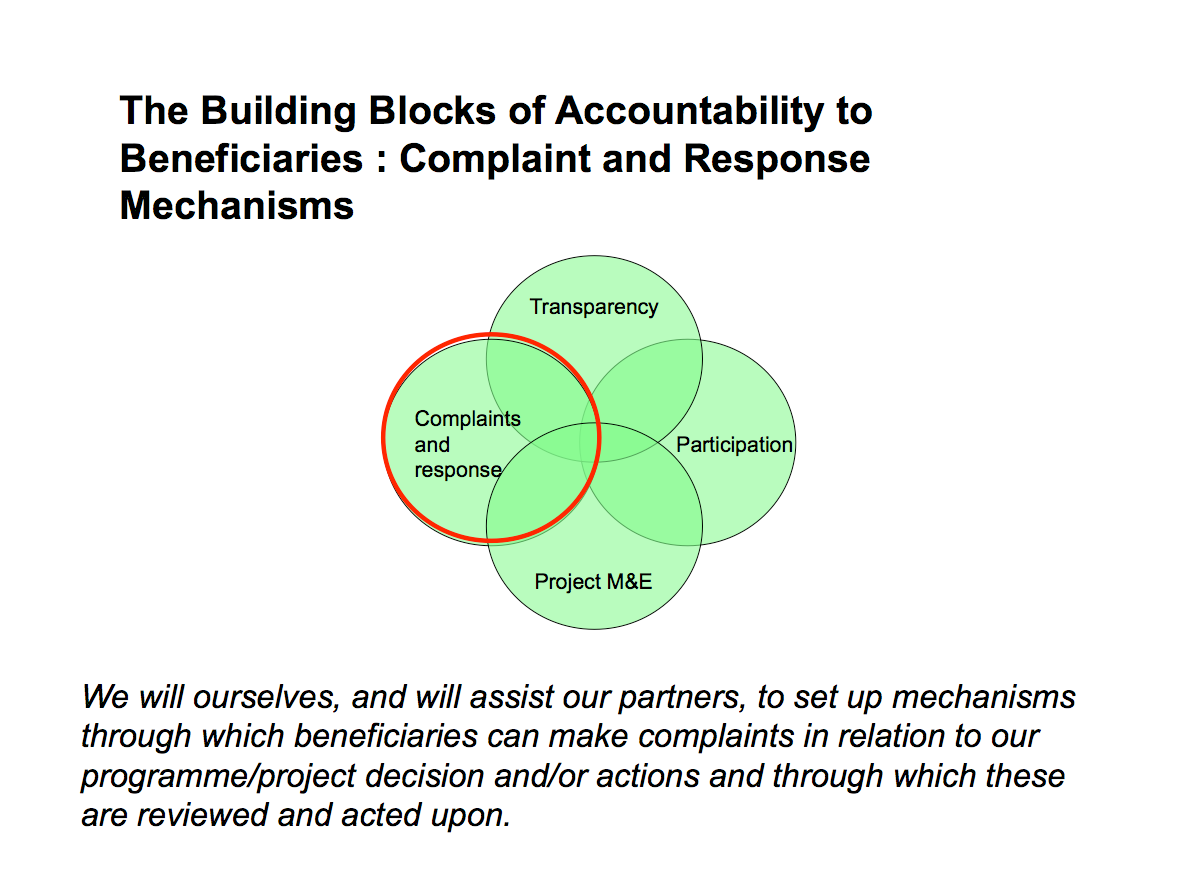 The Building Blocks of Accountability to
Beneficiaries : Complaint and Response
Mechanisms
Transparency
Complaints
and
response
Participation
Project M&E
We will ourselves, and will assist our partners, to set up mechanisms
through which beneficiaries can make complaints in relation to our
programme/project decision and/or actions and through which these
are reviewed and acted upon.